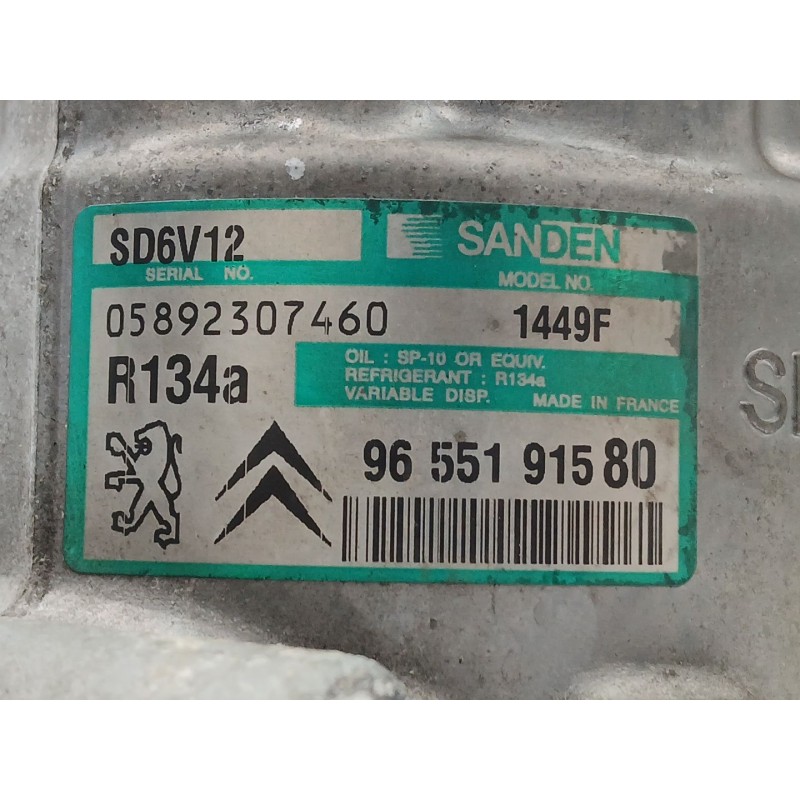 SD6V12 SANDEN
SERIAL NO. MODEL NO.
05892307460 1449F
R134a
OIL : SP-10 OR EQUIV.
REFRIGERANT : R134a
VARIABLE DISP. MADE IN FRANCE
96 551 915 80